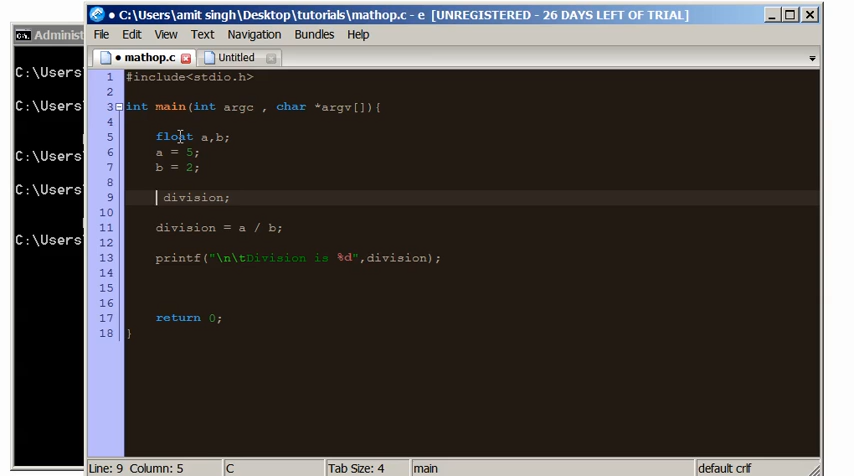 C:\Users\amit singh\Desktop\tutorials\mathop.c - e [UNREGISTERED - 26 DAYS LEFT OF TRIAL]
Administ
File Edit View Text Navigation Bundles Help
C:\Users
mathop.c Untitled
C:\Users
C:\Users
C:\Users
C:\Users
1 #include<stdio.h>
2
3 int main(int argc , char *argv[]){
4
5 float a,b;
6 a = 5;
7 b = 2;
8
9 division;
10
11 division = a / b;
12
13 printf("\n\tDivision is %d",division);
14
15
16
17 return 0;
18 }
Line: 9 Column: 5 C Tab Size: 4 main default crlf